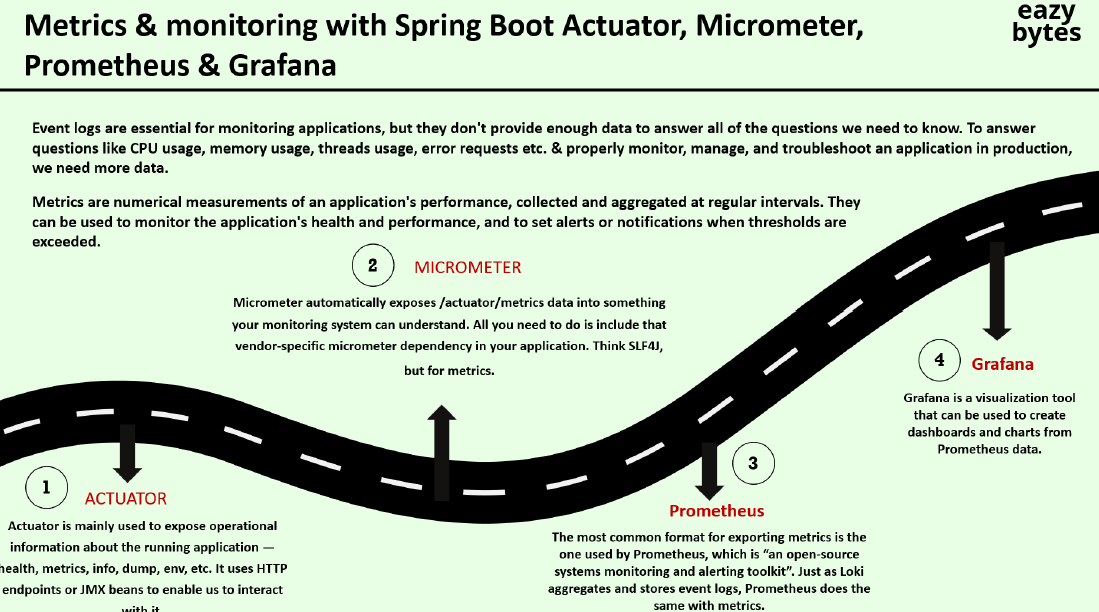 Metrics & monitoring with Spring Boot Actuator, Micrometer,
Prometheus & Grafana
eazy
bytes
Event logs are essential for monitoring applications, but they don't provide enough data to answer all of the questions we need to know. To answer
questions like CPU usage, memory usage, threads usage, error requests etc. & properly monitor, manage, and troubleshoot an application in production,
we need more data.
Metrics are numerical measurements of an application's performance, collected and aggregated at regular intervals. They
can be used to monitor the application's health and performance, and to set alerts or notifications when thresholds are
exceeded.
1
ACTUATOR
Actuator is mainly used to expose operational
information about the running application —
health, metrics, info, dump, env, etc. It uses HTTP
endpoints or JMX beans to enable us to interact
with it.
2
MICROMETER
Micrometer automatically exposes /actuator/metrics data into something
your monitoring system can understand. All you need to do is include that
vendor-specific micrometer dependency in your application. Think SLF4J,
but for metrics.
3
Prometheus
The most common format for exporting metrics is the
one used by Prometheus, which is “an open-source
systems monitoring and alerting toolkit”. Just as Loki
aggregates and stores event logs, Prometheus does the
same with metrics.
4
Grafana
Grafana is a visualization tool
that can be used to create
dashboards and charts from
Prometheus data.